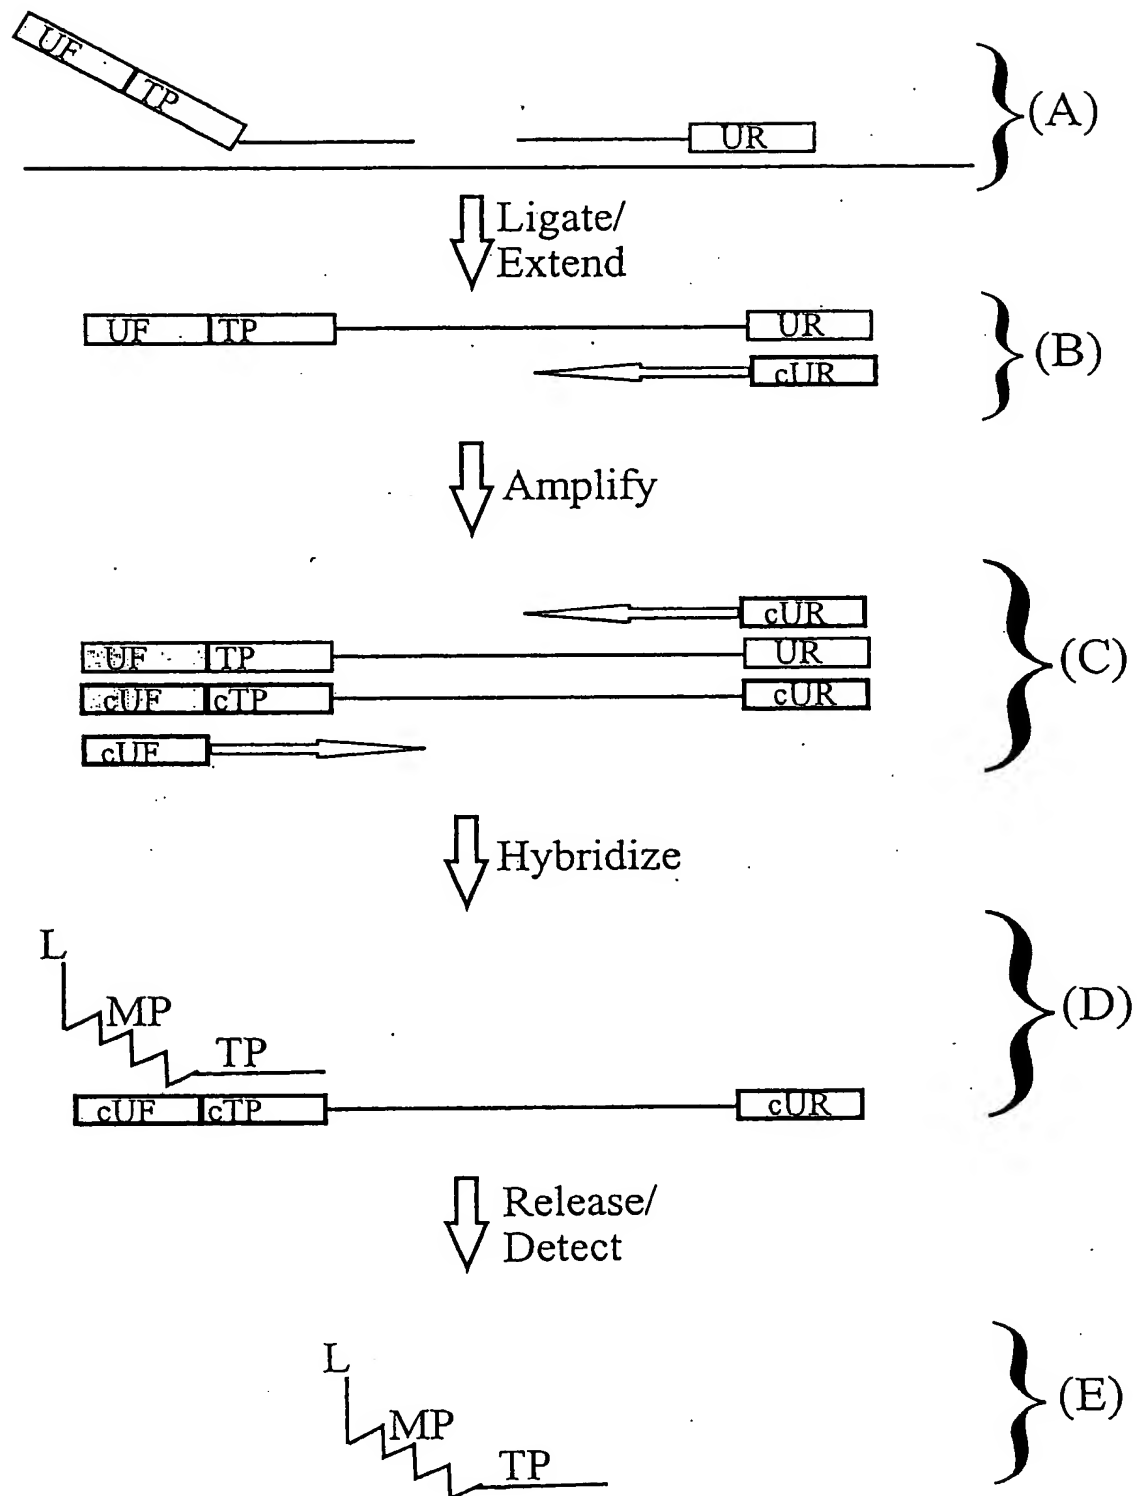 UF TP
UR
(A)
Ligate/
Extend
UF TP UR
cUR
(B)
Amplify
cUR
UF TP UR
cUF cTP cUR
cUF
(C)
Hybridize
L
MP
TP
cUF cTP cUR
(D)
Release/
Detect
L
MP
TP
(E)